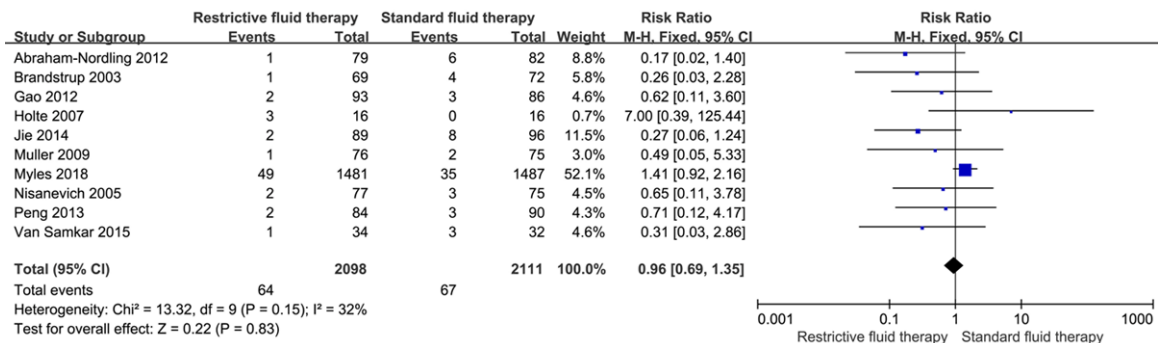 Restrictive fluid therapy Standard fluid therapy Risk Ratio Risk Ratio
Study or Subgroup Events Total Events Total Weight M-H, Fixed, 95% CI M-H, Fixed, 95% CI
Abraham-Nordling 2012 1 79 6 82 8.8% 0.17 [0.02, 1.40]
Brandstrup 2003 1 69 4 72 5.8% 0.26 [0.03, 2.28]
Gao 2012 2 93 3 86 4.6% 0.62 [0.11, 3.60]
Holte 2007 3 16 0 16 0.7% 7.00 [0.39, 125.44]
Jie 2014 2 89 8 96 11.5% 0.27 [0.06, 1.24]
Muller 2009 1 76 2 75 3.0% 0.49 [0.05, 5.33]
Myles 2018 49 1481 35 1487 52.1% 1.41 [0.92, 2.16]
Nisanevich 2005 2 77 3 75 4.5% 0.65 [0.11, 3.78]
Peng 2013 2 84 3 90 4.3% 0.71 [0.12, 4.17]
Van Samkar 2015 1 34 3 32 4.6% 0.31 [0.03, 2.86]
Total (95% CI) 2098 2111 100.0% 0.96 [0.69, 1.35]
Total events 64 67
Heterogeneity: Chi² = 13.32, df = 9 (P = 0.15); I² = 32%
Test for overall effect: Z = 0.22 (P = 0.83)
0.001 0.1 1 10 1000
Restrictive fluid therapy Standard fluid therapy